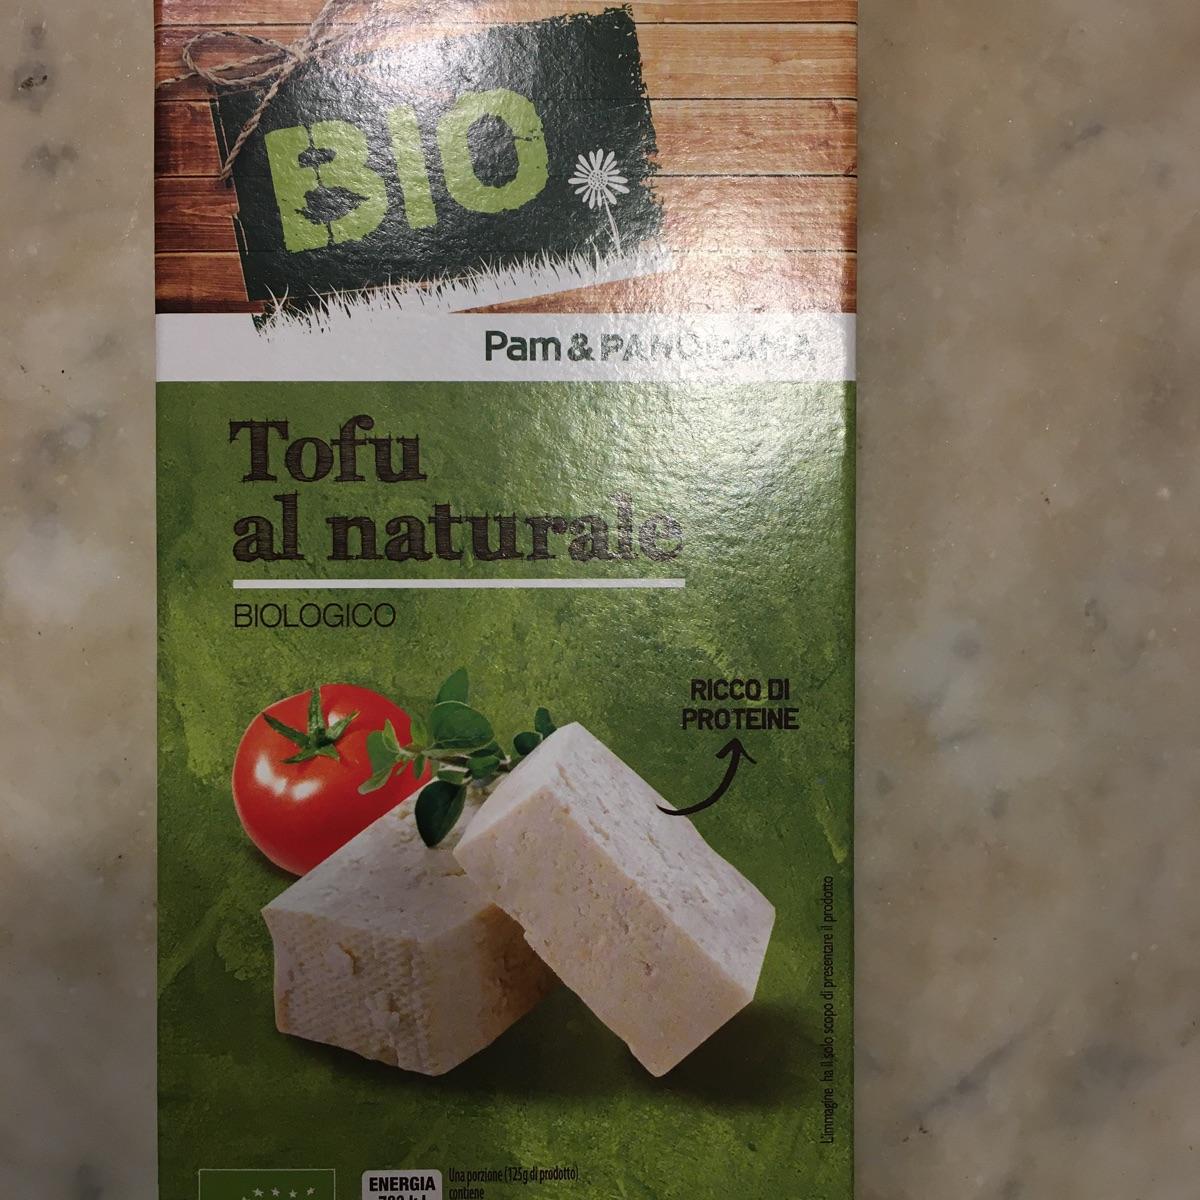 BIO
Pam & PANORAMA
Tofu
al naturale
BIOLOGICO
RICCO DI
PROTEINE
L'immagine ha il solo scopo di presentare il prodotto
ENERGIA
Una porzione (125g di prodotto)
contiene